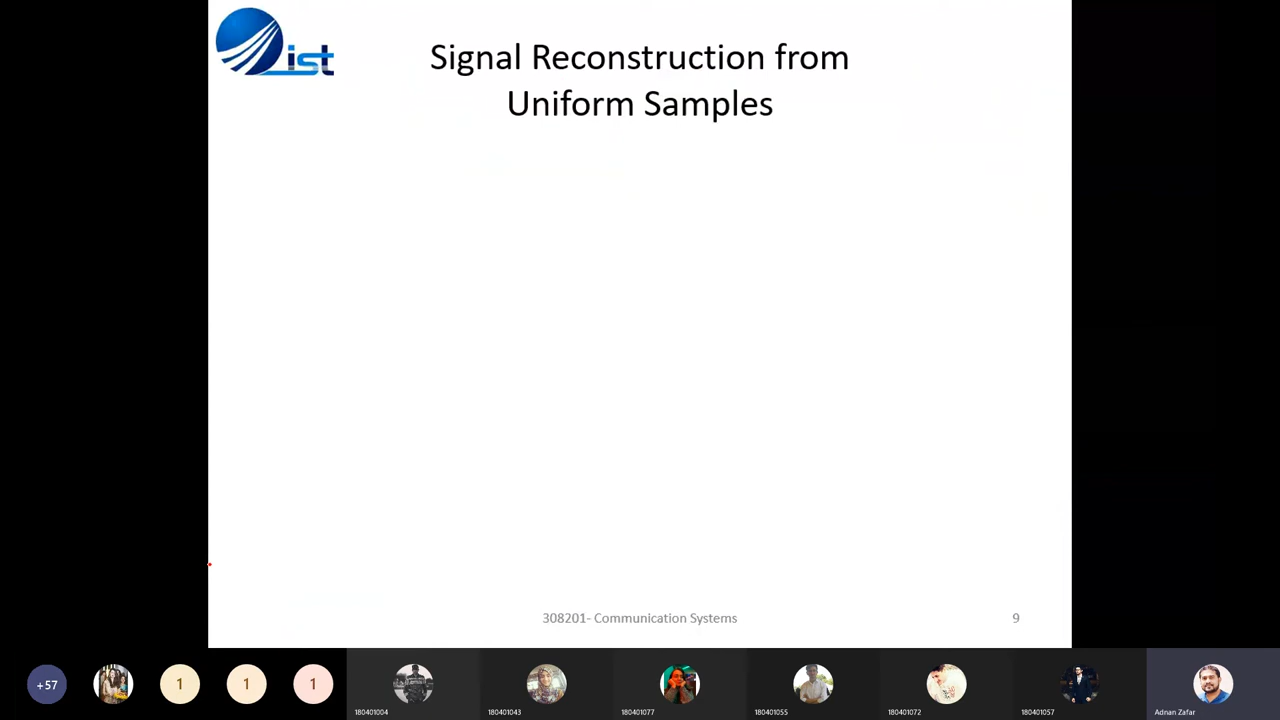 ist
Signal Reconstruction from
Uniform Samples
308201- Communication Systems
9
+57
1
1
1
180401004
180401043
180401077
180401055
180401072
180401057
Adnan Zafar